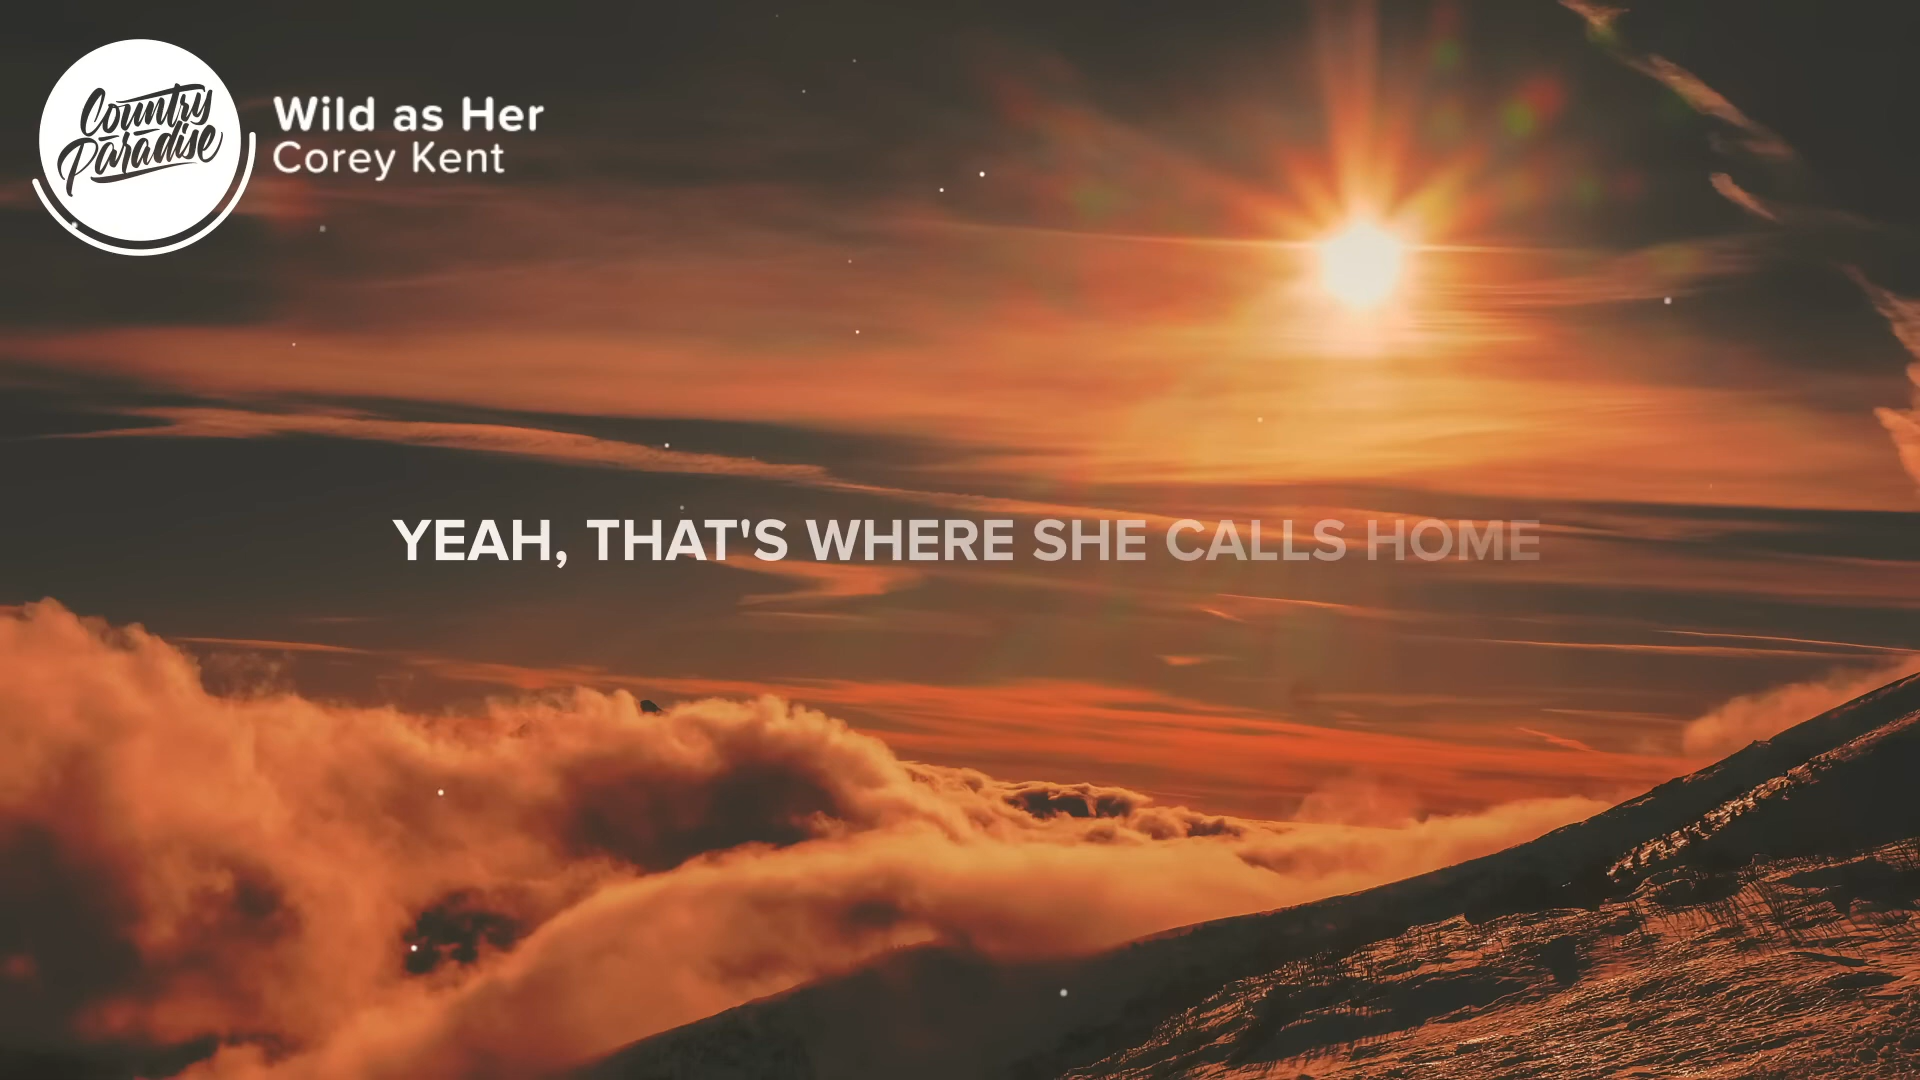 Country
Paradise
Wild as Her
Corey Kent
YEAH, THAT'S WHERE SHE CALLS HOME